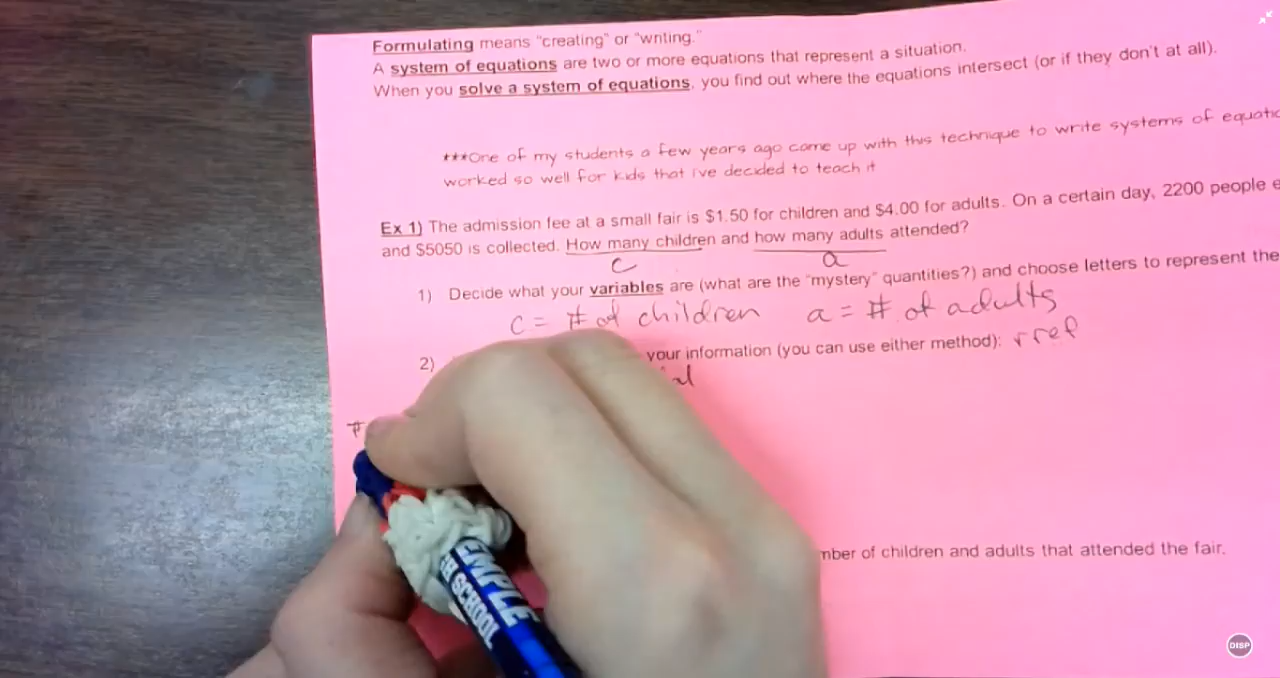 Formulating means "creating" or "writing."
A system of equations are two or more equations that represent a situation.
When you solve a system of equations, you find out where the equations intersect (or if they don't at all).
***One of my students a few years ago came up with this technique to write systems of
worked so well for kids that i've decided to teach it
Ex 1) The admission fee at a small fair is $1.50 for children and $4.00 for adults. On a certain day, 2200 people
and $5050 is collected. How many children and how many adults attended?
c a
1) Decide what your variables are (what are the "mystery" quantities?) and choose letters to represent the
c = # of children a = # of adults
2) your information (you can use either method): rref
#
EMPLE
SCHOOL
of children and adults that attended the fair.
DISP